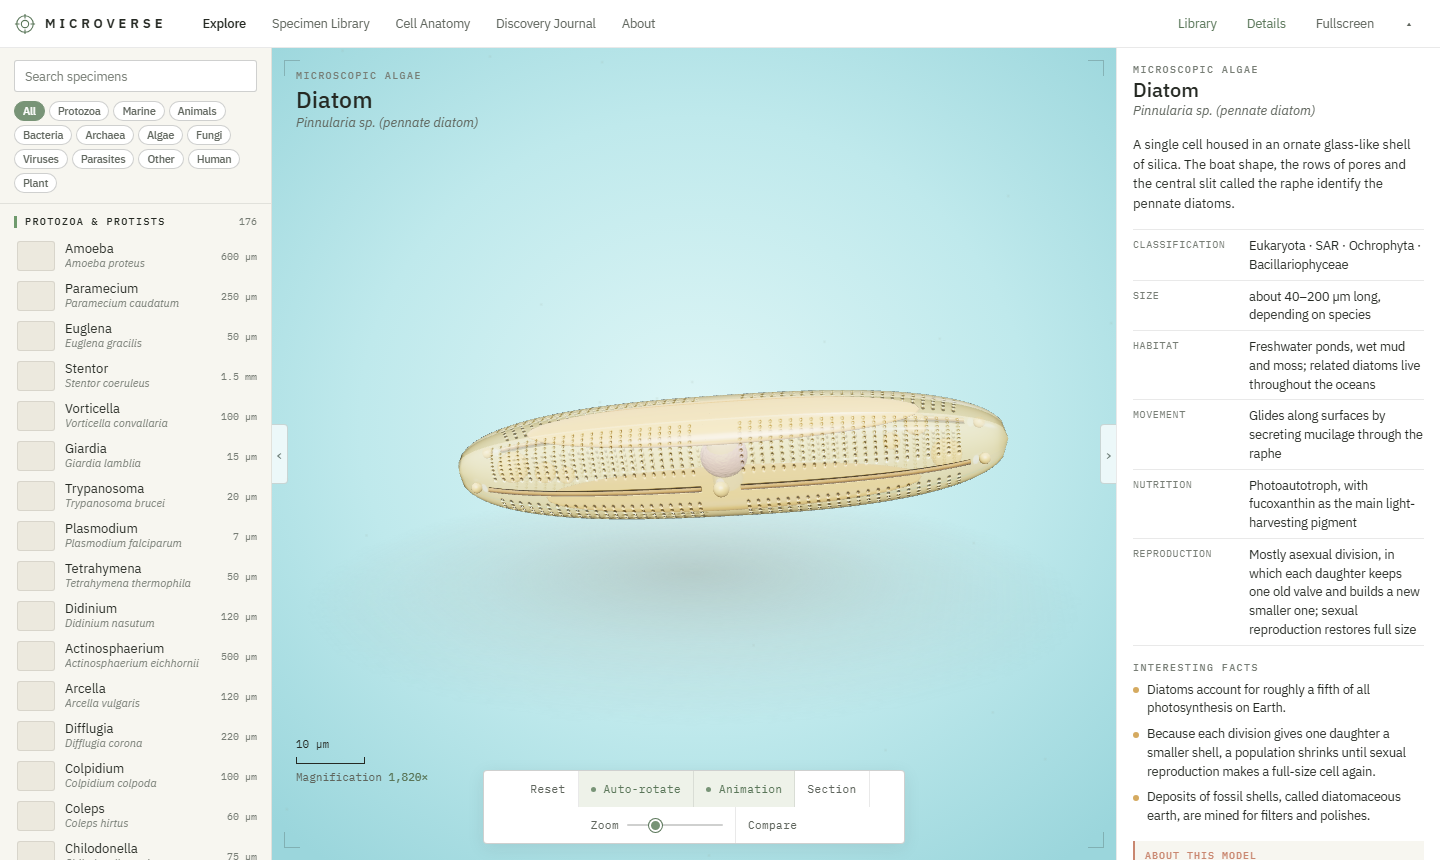 MICROVERSE
Explore
Specimen Library
Cell Anatomy
Discovery Journal
About
Library
Details
Fullscreen
Search specimens
All
Protozoa
Marine
Animals
Bacteria
Archaea
Algae
Fungi
Viruses
Parasites
Other
Human
Plant
PROTOZOA & PROTISTS 176
Amoeba
Amoeba proteus
600 µm
Paramecium
Paramecium caudatum
250 µm
Euglena
Euglena gracilis
50 µm
Stentor
Stentor coeruleus
1.5 mm
Vorticella
Vorticella convallaria
100 µm
Giardia
Giardia lamblia
15 µm
Trypanosoma
Trypanosoma brucei
20 µm
Plasmodium
Plasmodium falciparum
7 µm
Tetrahymena
Tetrahymena thermophila
50 µm
Didinium
Didinium nasutum
120 µm
Actinosphaerium
Actinosphaerium eichhornii
500 µm
Arcella
Arcella vulgaris
120 µm
Difflugia
Difflugia corona
220 µm
Colpidium
Colpidium colpoda
100 µm
Coleps
Coleps hirtus
60 µm
Chilodonella
75 µm
MICROSCOPIC ALGAE
Diatom
Pinnularia sp. (pennate diatom)
10 µm
Magnification 1,820×
Reset
Auto-rotate
Animation
Section
Zoom
Compare
MICROSCOPIC ALGAE
Diatom
Pinnularia sp. (pennate diatom)
A single cell housed in an ornate glass-like shell
of silica. The boat shape, the rows of pores and
the central slit called the raphe identify the
pennate diatoms.
CLASSIFICATION
Eukaryota · SAR · Ochrophyta ·
Bacillariophyceae
SIZE
about 40–200 µm long,
depending on species
HABITAT
Freshwater ponds, wet mud
and moss; related diatoms live
throughout the oceans
MOVEMENT
Glides along surfaces by
secreting mucilage through the
raphe
NUTRITION
Photoautotroph, with
fucoxanthin as the main light-
harvesting pigment
REPRODUCTION
Mostly asexual division, in
which each daughter keeps
one old valve and builds a new
smaller one; sexual
reproduction restores full size
INTERESTING FACTS
Diatoms account for roughly a fifth of all
photosynthesis on Earth.
Because each division gives one daughter a
smaller shell, a population shrinks until sexual
reproduction makes a full-size cell again.
Deposits of fossil shells, called diatomaceous
earth, are mined for filters and polishes.
ABOUT THIS MODEL